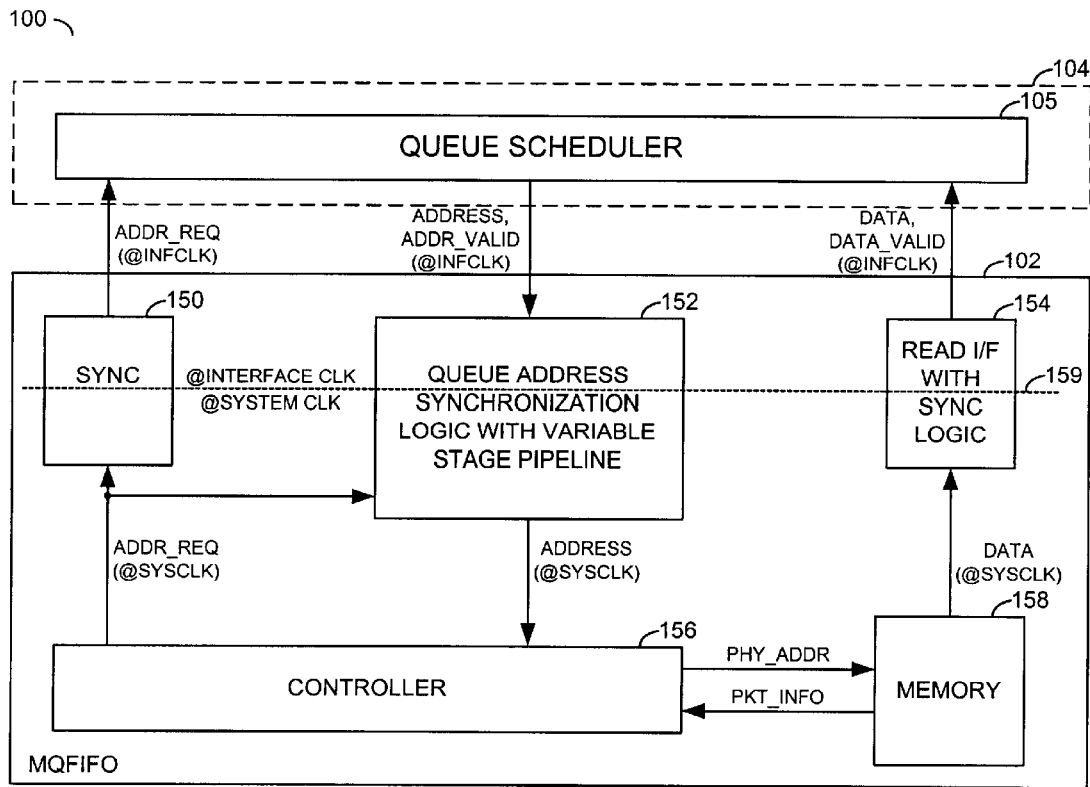 100
104
105
QUEUE SCHEDULER
ADDR_REQ
(@INFCLK)
ADDRESS,
ADDR_VALID
(@INFCLK)
DATA,
DATA_VALID
(@INFCLK)
102
150
152
154
SYNC
@INTERFACE CLK
@SYSTEM CLK
QUEUE ADDRESS
SYNCHRONIZATION
LOGIC WITH VARIABLE
STAGE PIPELINE
READ I/F
WITH
SYNC
LOGIC
159
ADDR_REQ
(@SYSCLK)
ADDRESS
(@SYSCLK)
DATA
(@SYSCLK)
156
158
CONTROLLER
PHY_ADDR
PKT_INFO
MEMORY
MQFIFO